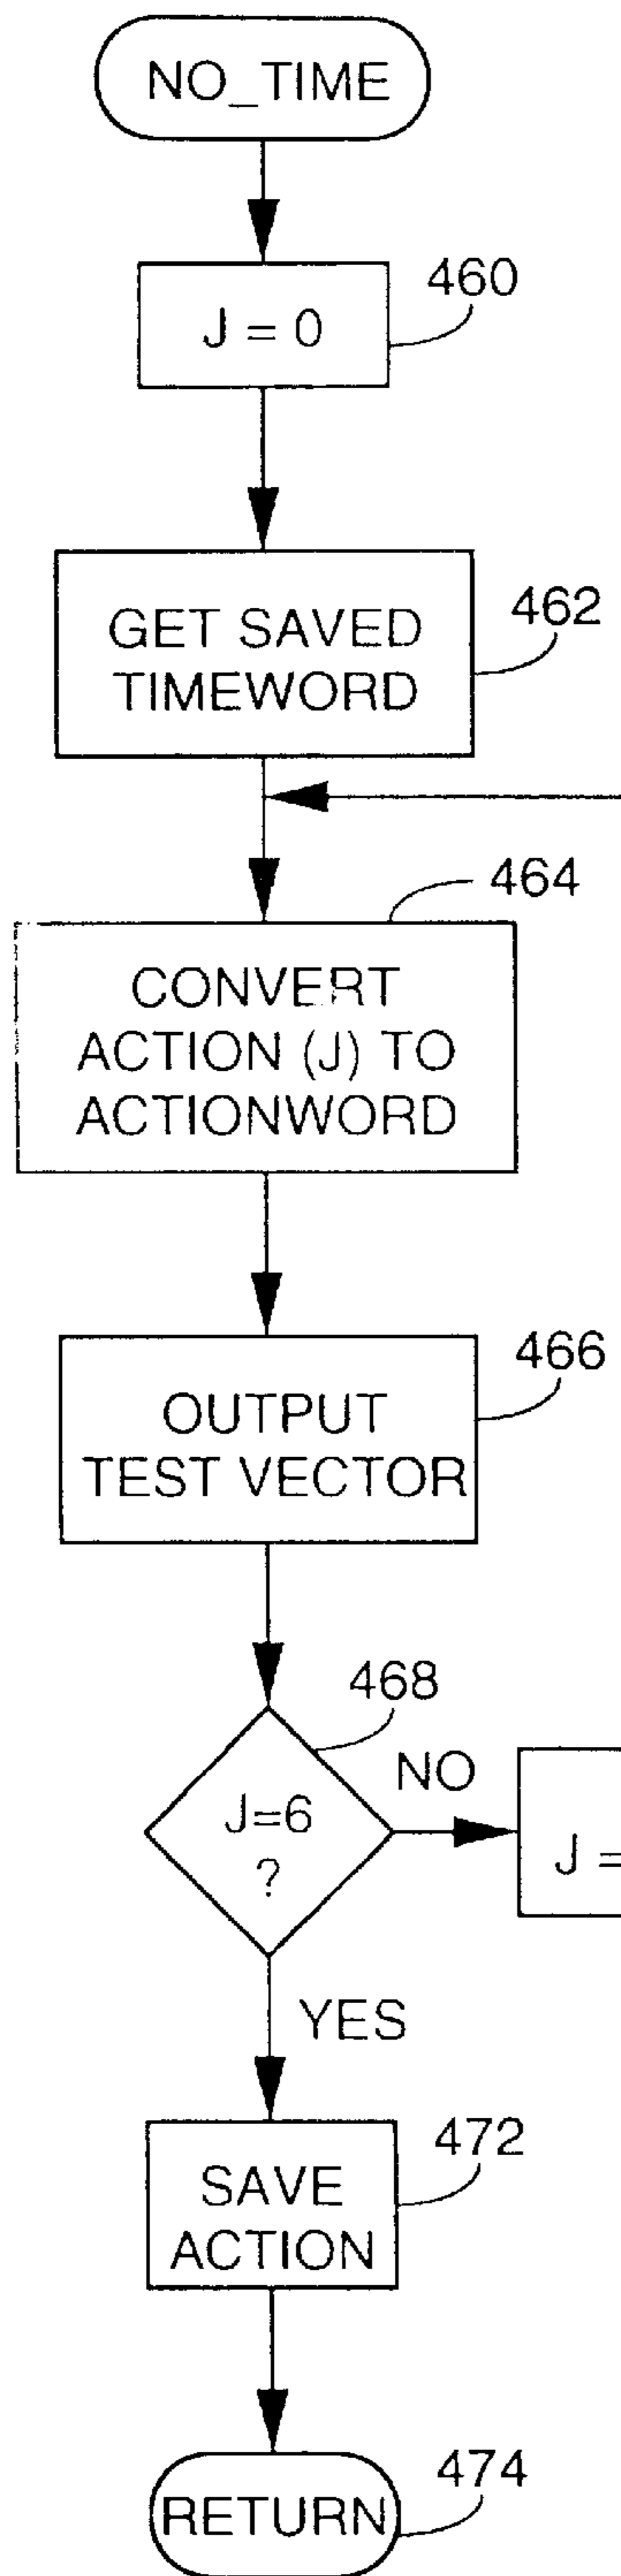 NO_TIME
460
J = 0
462
GET SAVED
TIMEWORD
464
CONVERT
ACTION (J) TO
ACTIONWORD
466
OUTPUT
TEST VECTOR
468
NO
J=6
?
J =
YES
472
SAVE
ACTION
474
RETURN